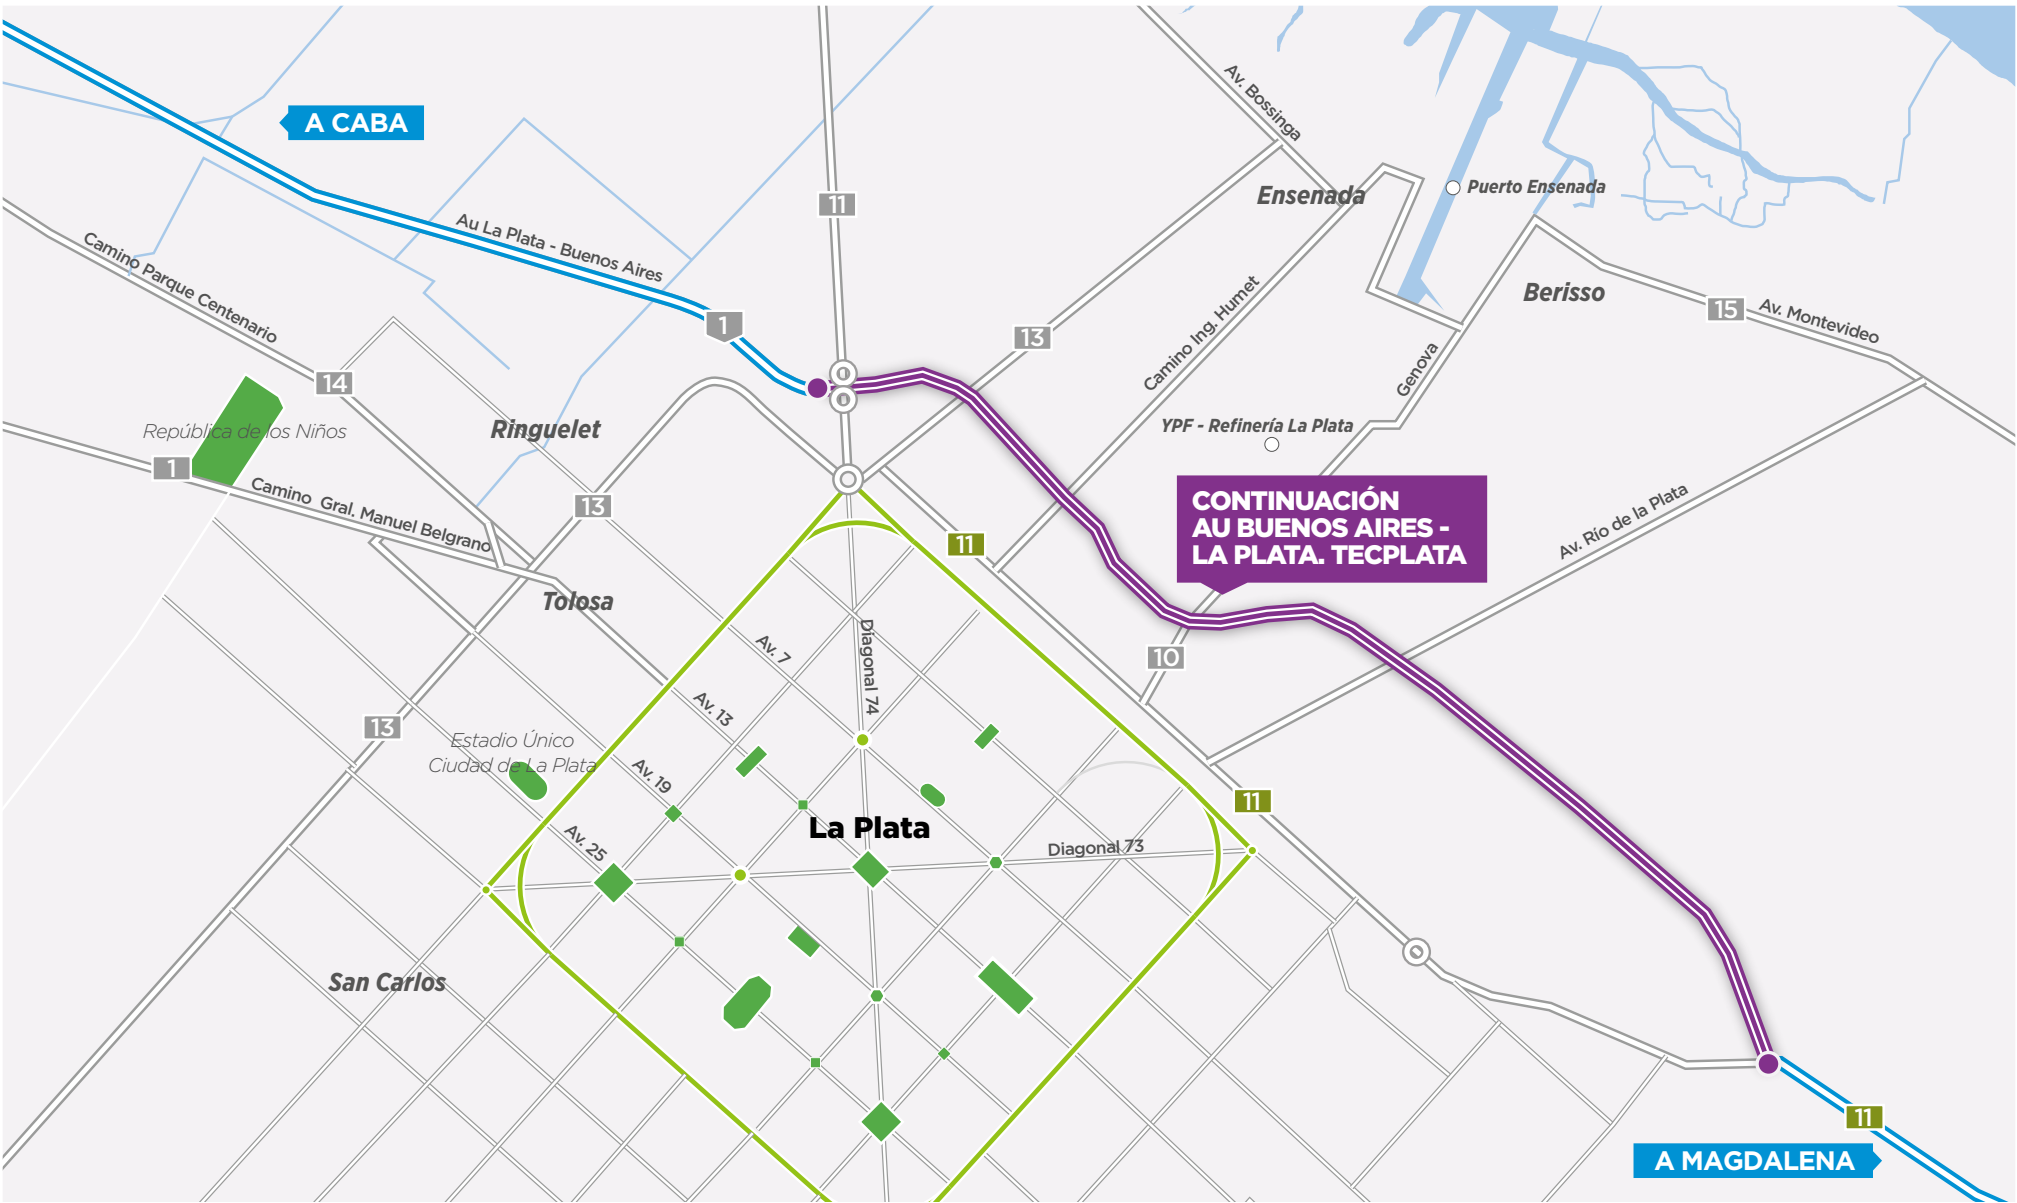 Av. Bossinga
A CABA
Ensenada
Puerto Ensenada
11
Au La Plata - Buenos Aires
Camino Parque Centenario
Berisso
15
Av. Montevideo
1
13
Camino Ing. Humet
Genova
14
República de los Niños
Ringuelet
YPF - Refinería La Plata
1
Camino Gral. Manuel Belgrano
13
CONTINUACIÓN
AU BUENOS AIRES -
LA PLATA. TECPLATA
Av. Río de la Plata
11
Tolosa
Av. 7
Diagonal 74
10
Av. 13
13
Estadio Único
Ciudad de La Plata
Av. 19
11
La Plata
Av. 25
Diagonal 73
San Carlos
11
A MAGDALENA